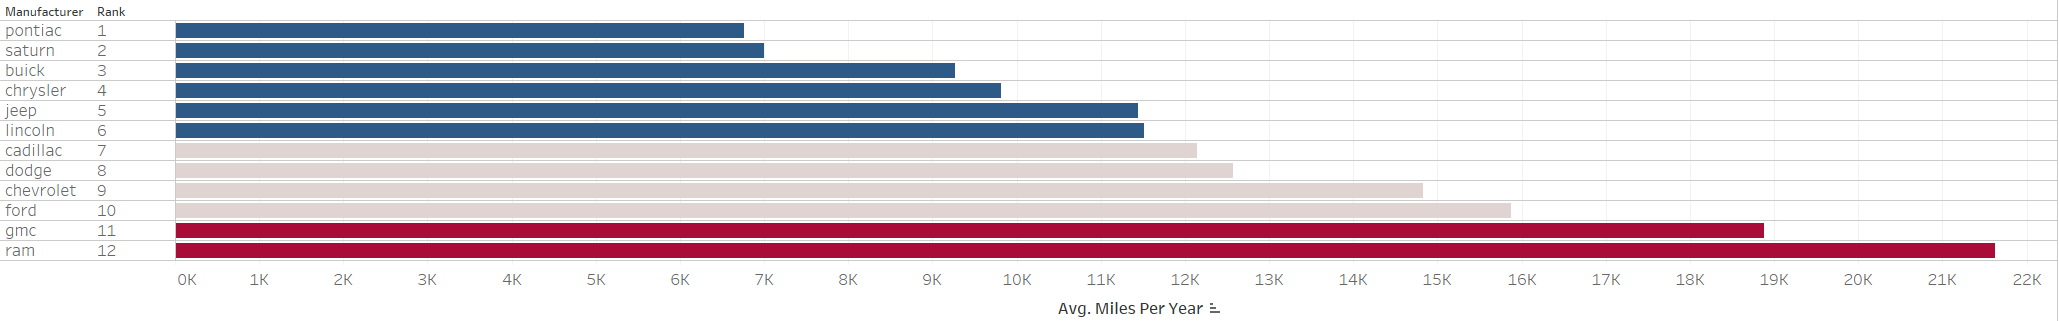 Manufacturer Rank
pontiac 1
saturn 2
buick 3
chrysler 4
jeep 5
lincoln 6
cadillac 7
dodge 8
chevrolet 9
ford 10
gmc 11
ram 12
0K 1K 2K 3K 4K 5K 6K 7K 8K 9K 10K 11K 12K 13K 14K 15K 16K 17K 18K 19K 20K 21K 22K
Avg. Miles Per Year